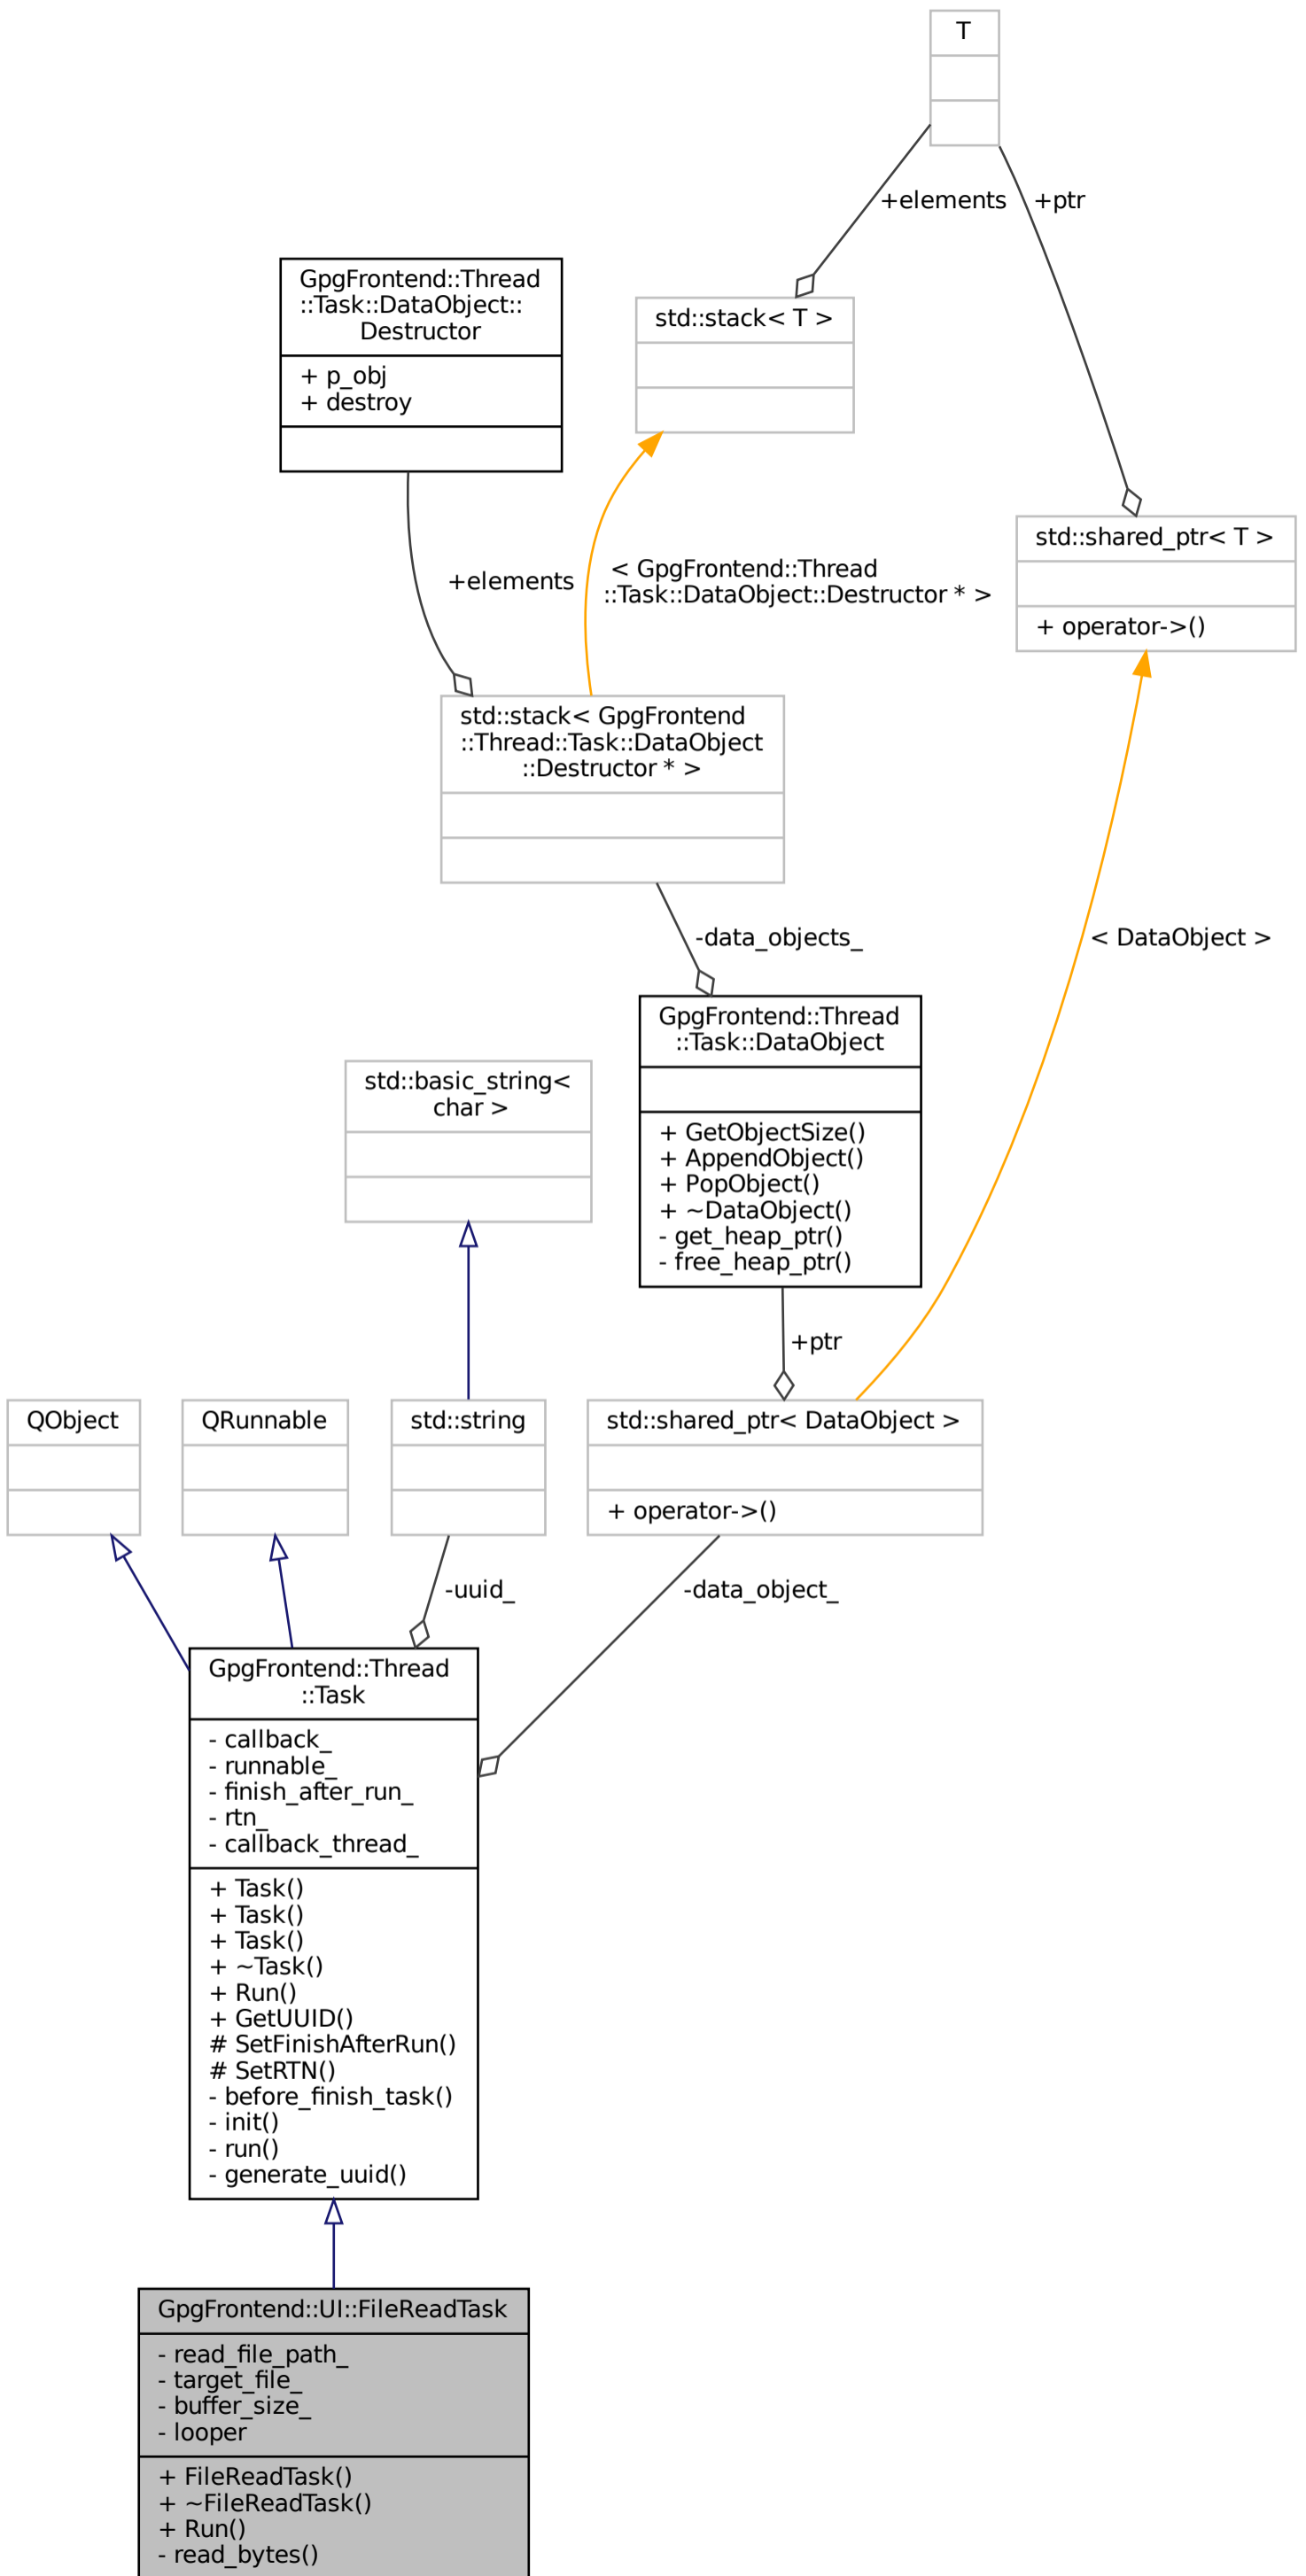 T
+elements
+ptr
GpgFrontend::Thread
::Task::DataObject::
Destructor
+ p_obj
+ destroy
std::stack< T >
std::shared_ptr< T >
+ operator->()
+elements
< GpgFrontend::Thread
::Task::DataObject::Destructor * >
std::stack< GpgFrontend
::Thread::Task::DataObject
::Destructor * >
-data_objects_
< DataObject >
GpgFrontend::Thread
::Task::DataObject
+ GetObjectSize()
+ AppendObject()
+ PopObject()
+ ~DataObject()
- get_heap_ptr()
- free_heap_ptr()
std::basic_string<
char >
+ptr
QObject
QRunnable
std::string
std::shared_ptr< DataObject >
+ operator->()
-uuid_
-data_object_
GpgFrontend::Thread
::Task
- callback_
- runnable_
- finish_after_run_
- rtn_
- callback_thread_
+ Task()
+ Task()
+ Task()
+ ~Task()
+ Run()
+ GetUUID()
# SetFinishAfterRun()
# SetRTN()
- before_finish_task()
- init()
- run()
- generate_uuid()
GpgFrontend::UI::FileReadTask
- read_file_path_
- target_file_
- buffer_size_
- looper
+ FileReadTask()
+ ~FileReadTask()
+ Run()
- read_bytes()